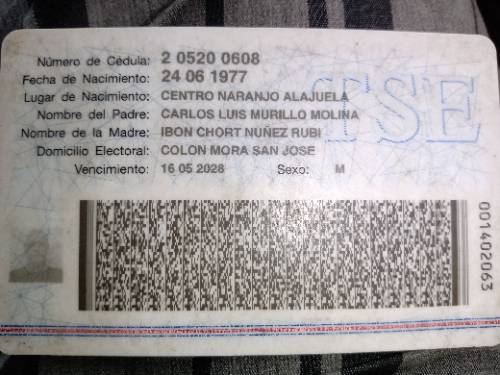 Número de Cédula: 2 0520 0608
Fecha de Nacimiento: 24 06 1977
Lugar de Nacimiento: CENTRO NARANJO ALAJUELA
Nombre del Padre: CARLOS LUIS MURILLO MOLINA
Nombre de la Madre: IBON CHORT NUÑEZ RUBI
Domicilio Electoral: COLON MORA SAN JOSE
Vencimiento: 16 05 2028 Sexo: M
TSE
001402063